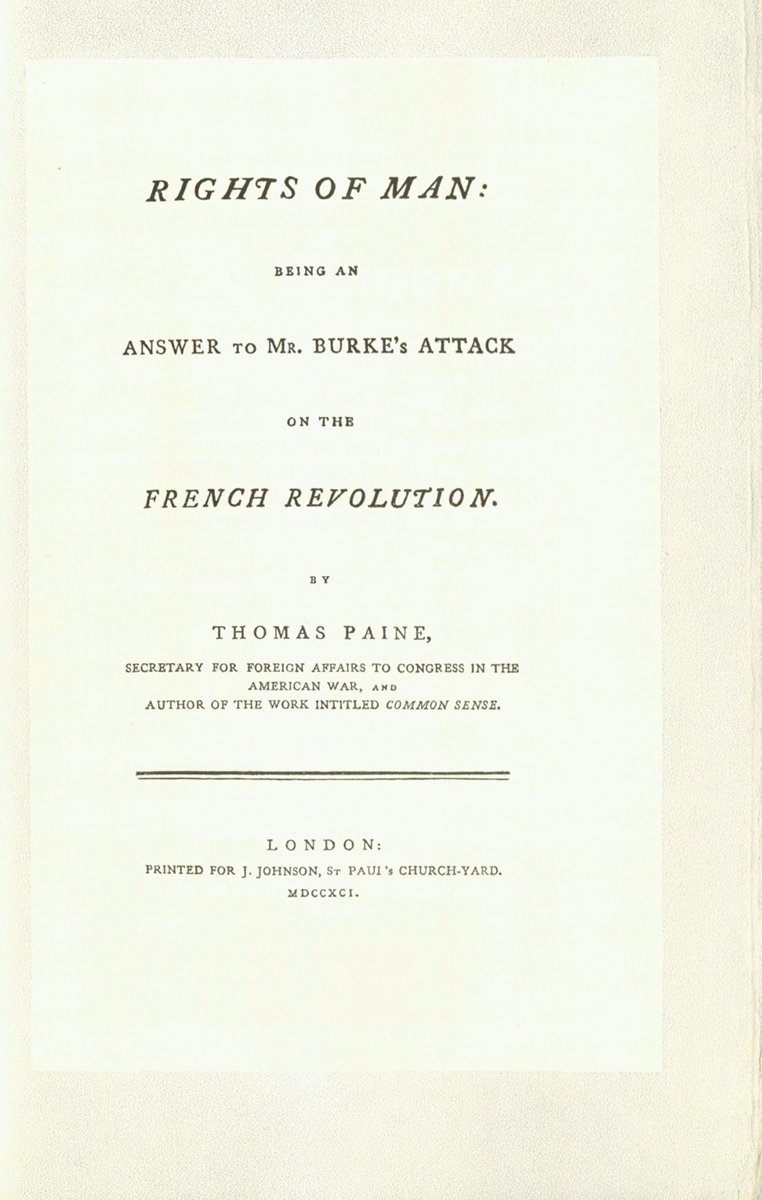 RIGHTS OF MAN:
BEING AN
ANSWER TO MR. BURKE's ATTACK
ON THE
FRENCH REVOLUTION.
BY
THOMAS PAINE,
SECRETARY FOR FOREIGN AFFAIRS TO CONGRESS IN THE
AMERICAN WAR, AND
AUTHOR OF THE WORK INTITLED COMMON SENSE.
LONDON:
PRINTED FOR J. JOHNSON, ST PAUL's CHURCH-YARD.
MDCCXCI.